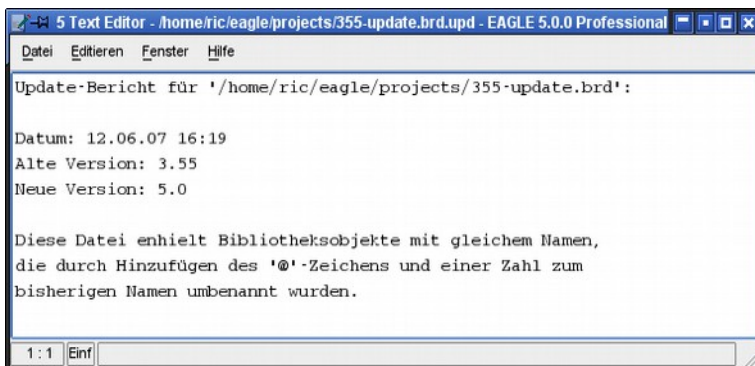 5 Text Editor - /home/ric/eagle/projects/355-update.brd.upd - EAGLE 5.0.0 Professional
Datei Editieren Fenster Hilfe
Update-Bericht für '/home/ric/eagle/projects/355-update.brd':
Datum: 12.06.07 16:19
Alte Version: 3.55
Neue Version: 5.0
Diese Datei enhielt Bibliotheksobjekte mit gleichem Namen,
die durch Hinzufügen des '@'-Zeichens und einer Zahl zum
bisherigen Namen umbenannt wurden.
1 : 1 Einf